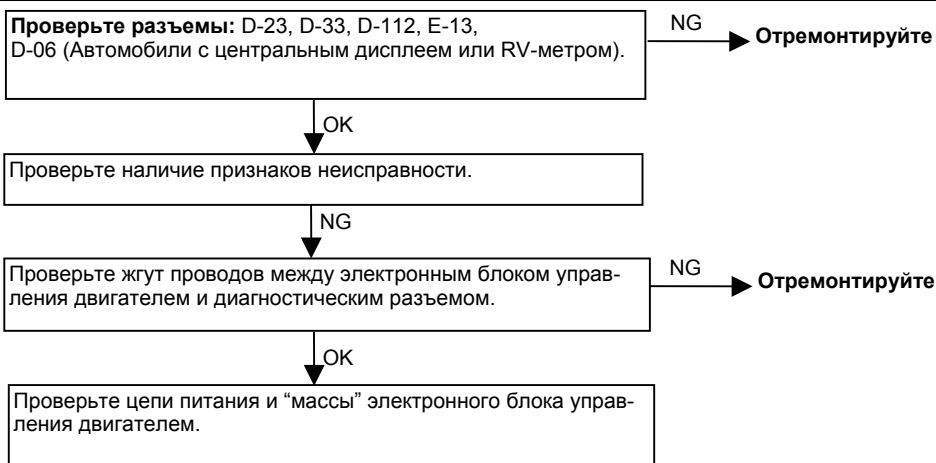 Проверьте разъемы: D-23, D-33, D-112, E-13,
D-06 (Автомобили с центральным дисплеем или RV-метром).
NG
Отремонтируйте
OK
Проверьте наличие признаков неисправности.
NG
Проверьте жгут проводов между электронным блоком управ-
ления двигателем и диагностическим разъемом.
NG
Отремонтируйте
OK
Проверьте цепи питания и “массы” электронного блока управ-
ления двигателем.